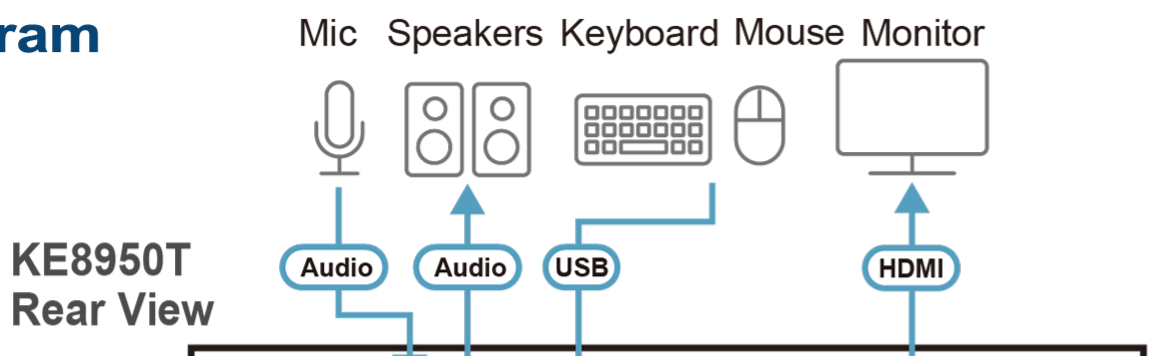 ram
Mic Speakers Keyboard Mouse Monitor
KE8950T
Rear View
Audio Audio USB HDMI